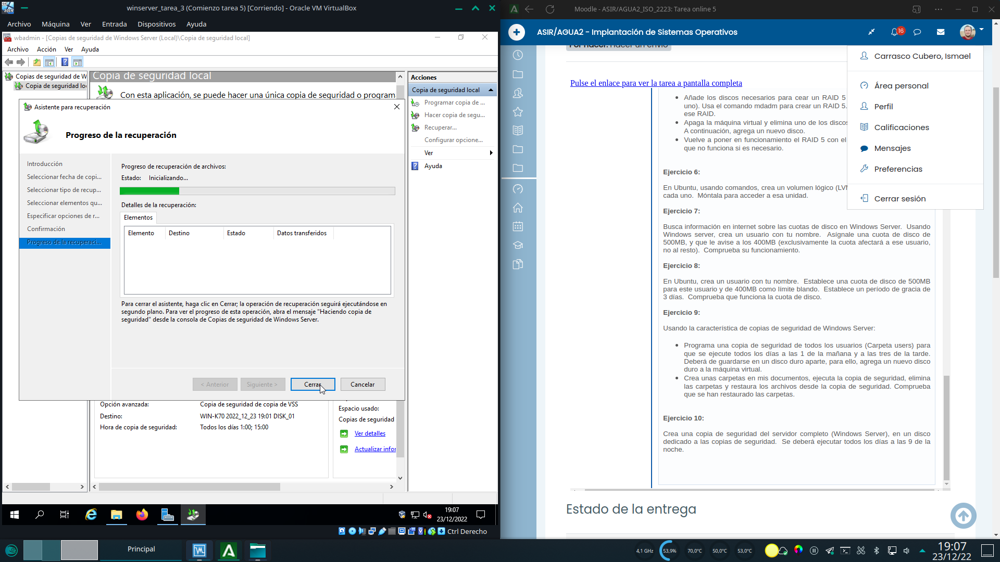 winserver_tarea_3 (Comienzo tarea 5) [Corriendo] - Oracle VM VirtualBox
Archivo Máquina Ver Entrada Dispositivos Ayuda
wbadmin - [Copias de seguridad de Windows Server (Local)\Copia de seguridad local]
Archivo Acción Ver Ayuda
Copias de seguridad de W
Copia de seguridad lo
Copia de seguridad local
Con esta aplicación, se puede hacer una única copia de seguridad o program
Asistente para recuperación
Progreso de la recuperación
Introducción
Seleccionar fecha de copi...
Seleccionar tipo de recup...
Seleccionar elementos qu...
Especificar opciones de r...
Confirmación
Progreso de la recuperaci...
Progreso de recuperación de archivos:
Estado: Inicializando...
Detalles de la recuperación:
Elementos
Elemento Destino Estado Datos transferidos
Para cerrar el asistente, haga clic en Cerrar; la operación de recuperación seguirá ejecutándose en
segundo plano. Para ver el progreso de esta operación, abra el mensaje "Haciendo copia de
seguridad" desde la consola de Copias de seguridad de Windows Server.
< Anterior Siguiente > Cerrar Cancelar
Opción avanzada: Copia de seguridad de copia de VSS
Destino: WIN-K70 2022_12_23 19:01 DISK_01
Hora de copia de seguridad: Todos los días 1:00; 15:00
Espacio usado:
Copias de seguridad
Ver detalles
Actualizar infor
Acciones
Copia de seguridad local
Programar copia de ...
Hacer copia de segu...
Recuperar...
Configurar opcione...
Ver
Ayuda
19:07
23/12/2022
Ctrl Derecho
Moodle - ASIR/AGUA2_ISO_2223: Tarea online 5
ASIR/AGUA2 - Implantación de Sistemas Operativos
16
Por hacer: Hacer un envío
Carrasco Cubero, Ismael
Área personal
Perfil
Calificaciones
Mensajes
Preferencias
Cerrar sesión
Pulse el enlace para ver la tarea a pantalla completa
Añade los discos necesarios para cear un RAID 5
uno). Usa el comando mdadm para crear un RAID 5.
ese RAID.
Apaga la máquina virtual y elimina uno de los discos
A continuación, agrega un nuevo disco.
Vuelve a poner en funcionamiento el RAID 5 con el
que no funciona si es necesario.
Ejercicio 6:
En Ubuntu, usando comandos, crea un volumen lógico (LVM
cada uno. Móntala para acceder a esa unidad.
Ejercicio 7:
Busca información en internet sobre las cuotas de disco en Windows Server. Usando
Windows server, crea un usuario con tu nombre. Asígnale una cuota de disco de
500MB, y que le avise a los 400MB (exclusivamente la cuota afectará a ese usuario,
no al resto). Comprueba su funcionamiento.
Ejercicio 8:
En Ubuntu, crea un usuario con tu nombre. Establece una cuota de disco de 500MB
para este usuario y de 400MB como límite blando. Establece un período de gracia de
3 días. Comprueba que funciona la cuota de disco.
Ejercicio 9:
Usando la característica de copias de seguridad de Windows Server:
Programa una copia de seguridad de todos los usuarios (Carpeta users) para
que se ejecute todos los días a las 1 de la mañana y a las tres de la tarde.
Deberá de guardarse en un disco duro aparte, para ello, agrega un nuevo disco
duro a la máquina virtual.
Crea unas carpetas en mis documentos, ejecuta la copia de seguridad, elimina
las carpetas y restaura los archivos desde la copia de seguridad. Comprueba
que se han restaurado las carpetas.
Ejercicio 10:
Crea una copia de seguridad del servidor completo (Windows Server), en un disco
dedicado a las copias de seguridad. Se deberá ejecutar todos los días a las 9 de la
noche.
Estado de la entrega
Principal
4,1 GHz 53,9% 70,0°C 50,0°C 53,0°C
19:07
23/12/22